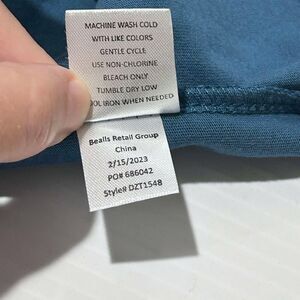 MACHINE WASH COLD
WITH LIKE COLORS
GENTLE CYCLE
USE NON-CHLORINE
BLEACH ONLY
TUMBLE DRY LOW
OOL IRON WHEN NEEDED
Bealls Retail Group
China
2/15/2023
PO# 686042
Style# DZT1548